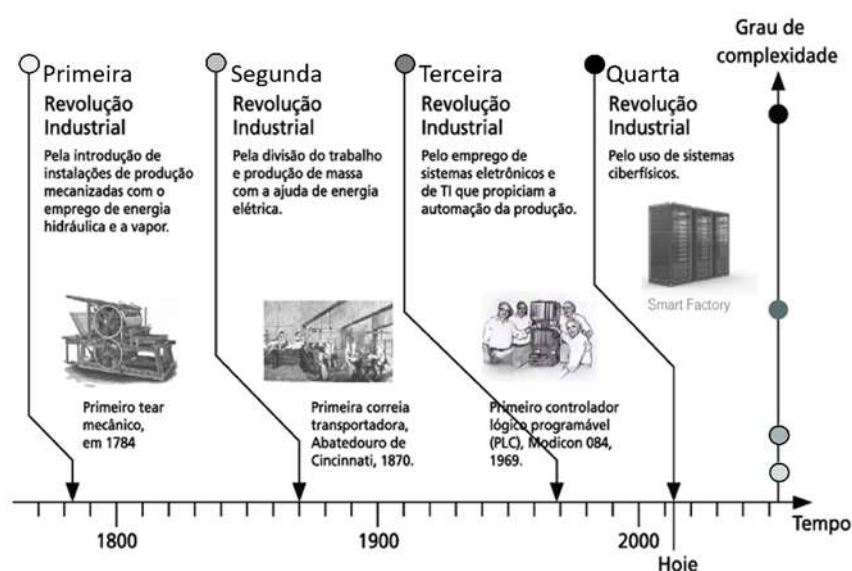 Grau de
complexidade
Primeira
Revolução
Industrial
Pela introdução de
instalações de produção
mecanizadas com o
emprego de energia
hidráulica e a vapor.
Primeiro tear
mecânico,
em 1784
Segunda
Revolução
Industrial
Pela divisão do trabalho
e produção de massa
com a ajuda de energia
elétrica.
Primeira correia
transportadora,
Abatedouro de
Cincinnati, 1870.
Terceira
Revolução
Industrial
Pelo emprego de
sistemas eletrônicos e
de TI que propiciam a
automação da produção.
Primeiro controlador
lógico programável
(PLC), Modicon 084,
1969.
Quarta
Revolução
Industrial
Pelo uso de sistemas
ciberfísicos.
Smart Factory
1800
1900
2000
Tempo
Hoje